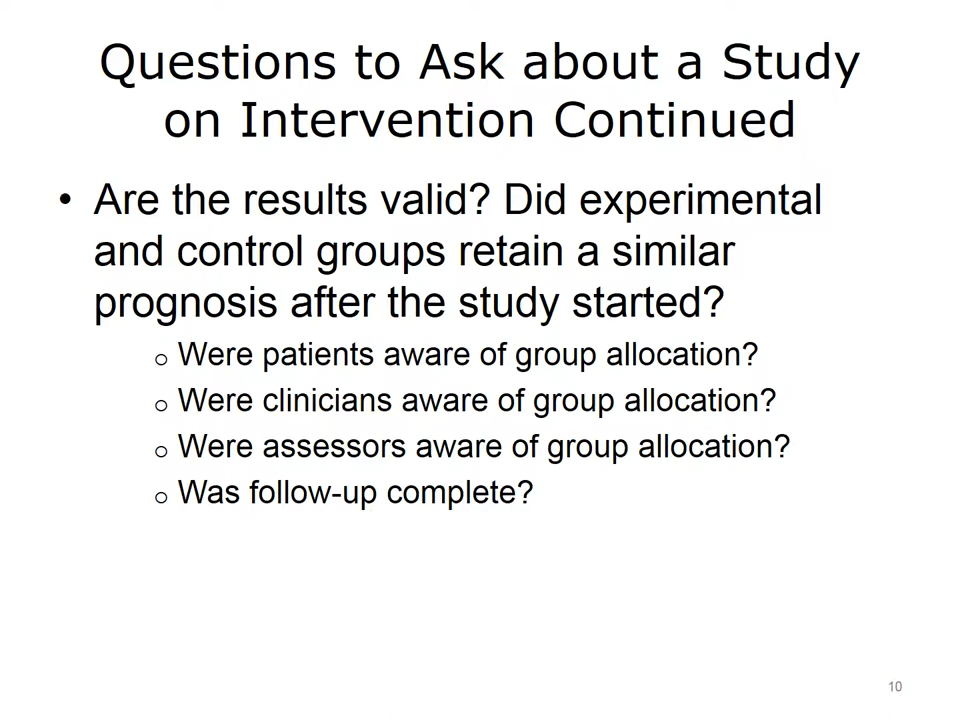 Questions to Ask about a Study
on Intervention Continued
• Are the results valid? Did experimental
and control groups retain a similar
prognosis after the study started?
o Were patients aware of group allocation?
o Were clinicians aware of group allocation?
o Were assessors aware of group allocation?
o Was follow-up complete?
10